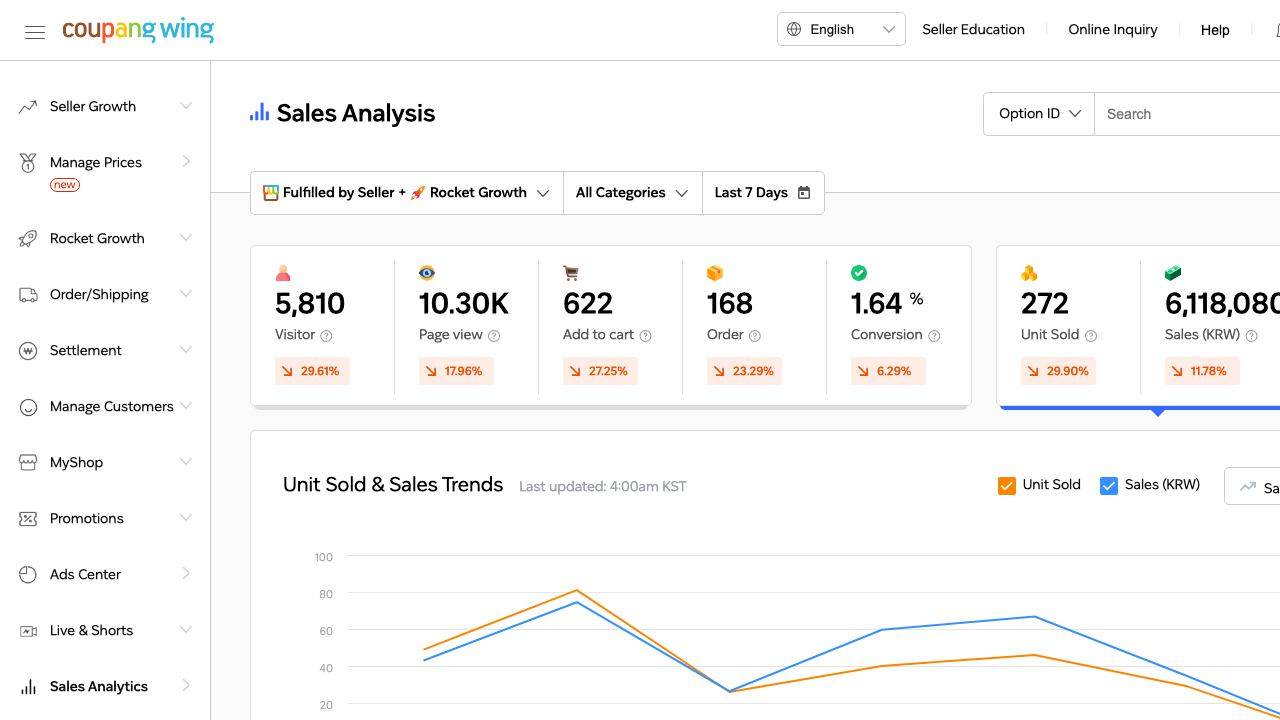 coupang wing
English
Seller Education
Online Inquiry
Help
Seller Growth
Manage Prices
new
Rocket Growth
Order/Shipping
Settlement
Manage Customers
MyShop
Promotions
Ads Center
Live & Shorts
Sales Analytics
Sales Analysis
Option ID
Search
Fulfilled by Seller + 🚀 Rocket Growth
All Categories
Last 7 Days
5,810
Visitor
29.61%
10.30K
Page view
17.96%
622
Add to cart
27.25%
168
Order
23.29%
1.64 %
Conversion
6.29%
272
Unit Sold
29.90%
6,118,080
Sales (KRW)
11.78%
Unit Sold & Sales Trends
Last updated: 4:00am KST
Unit Sold
Sales (KRW)
Sa
100
80
60
40
20